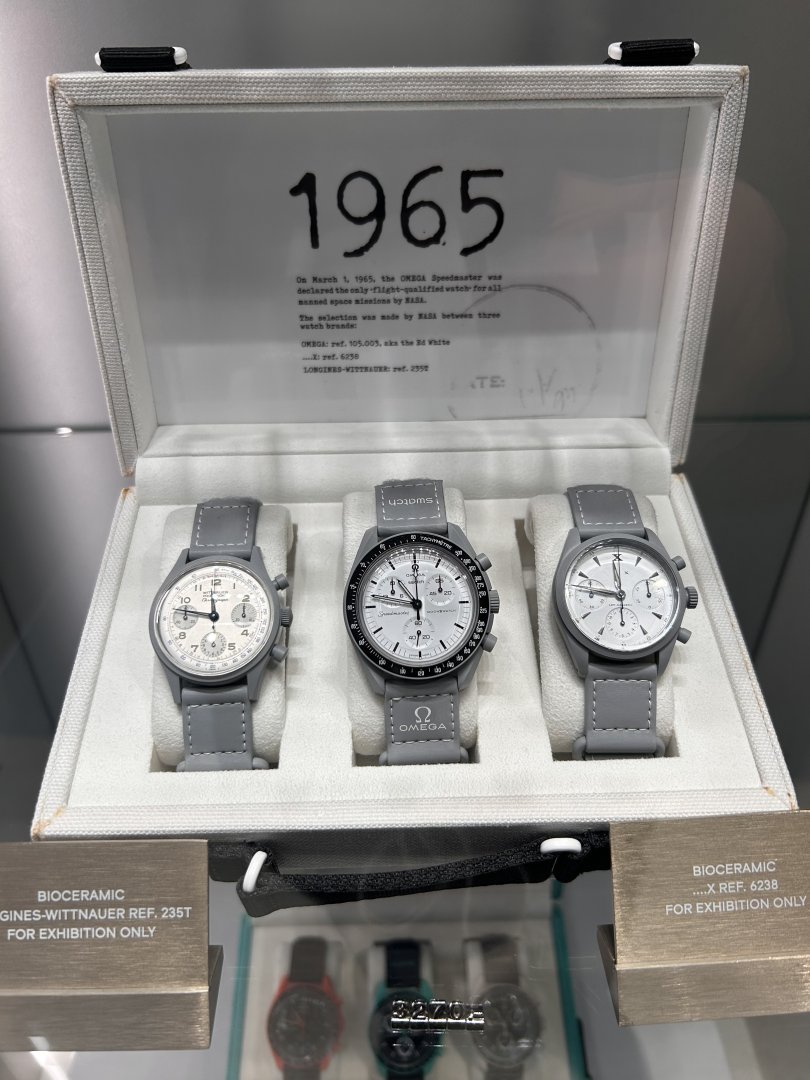 1965
On March 1, 1965, the OMEGA Speedmaster was
declared the only "flight-qualified watch" for all
manned space missions by NASA.
The selection was made by NASA between three
watch brands:
OMEGA: ref. 105.003, aka the Ed White
....X: ref. 6238
LONGINES-WITTNAUER: ref. 235T
swatch
TACHYMÈTRE
OMEGA
swatch
Speedmaster MOONSWATCH
Ω
OMEGA
X
BIOCERAMIC
GINES-WITTNAUER REF. 235T
FOR EXHIBITION ONLY
BIOCERAMIC
....X REF. 6238
FOR EXHIBITION ONLY